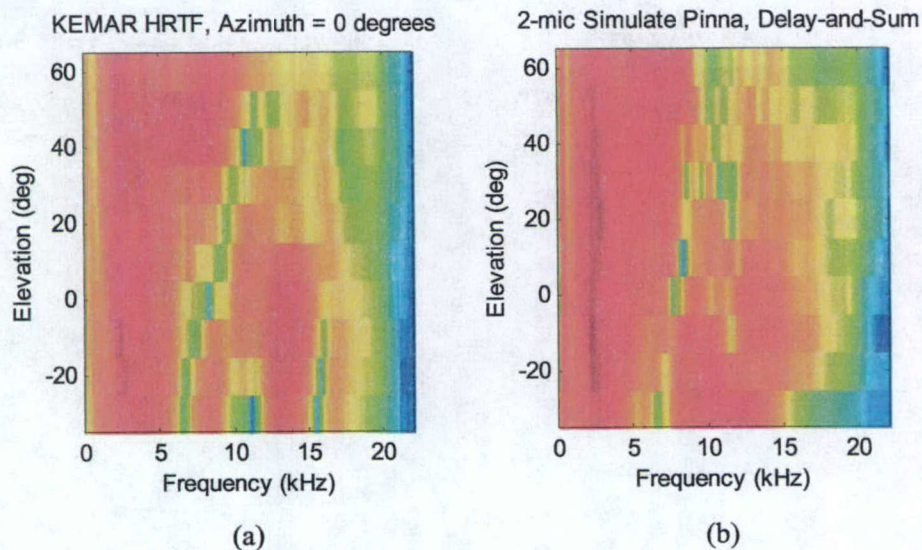 KEMAR HRTF, Azimuth = 0 degrees
60
40
20
0
-20
Elevation (deg)
0 5 10 15 20
Frequency (kHz)
(a)
2-mic Simulate Pinna, Delay-and-Sum
60
40
20
0
-20
Elevation (deg)
0 5 10 15 20
Frequency (kHz)
(b)